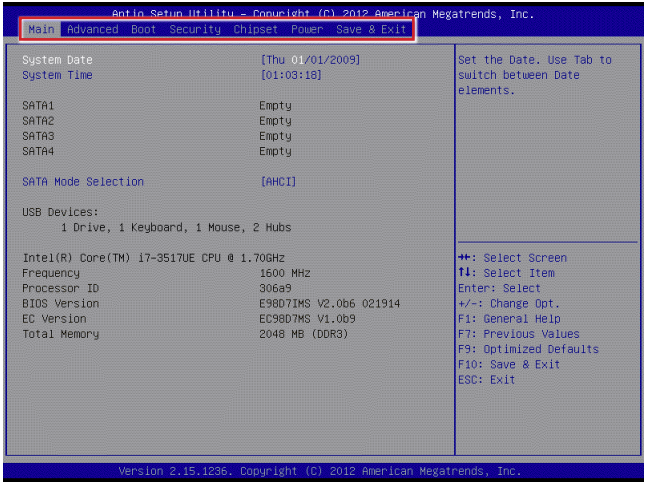 Aptio Setup Utility - Copyright (C) 2012 American Megatrends, Inc.
Main Advanced Boot Security Chipset Power Save & Exit
System Date [Thu 01/01/2009]
System Time [01:03:18]
SATA1 Empty
SATA2 Empty
SATA3 Empty
SATA4 Empty
SATA Mode Selection [AHCI]
USB Devices:
1 Drive, 1 Keyboard, 1 Mouse, 2 Hubs
Intel(R) Core(TM) i7-3517UE CPU @ 1.70GHz
Frequency 1600 MHz
Processor ID 306a9
BIOS Version E98D7IMS V2.0b6 021914
EC Version EC98D7MS V1.0b9
Total Memory 2048 MB (DDR3)
Set the Date. Use Tab to
switch between Date
elements.
→←: Select Screen
↑↓: Select Item
Enter: Select
+/-: Change Opt.
F1: General Help
F7: Previous Values
F9: Optimized Defaults
F10: Save & Exit
ESC: Exit
Version 2.15.1236. Copyright (C) 2012 American Megatrends, Inc.